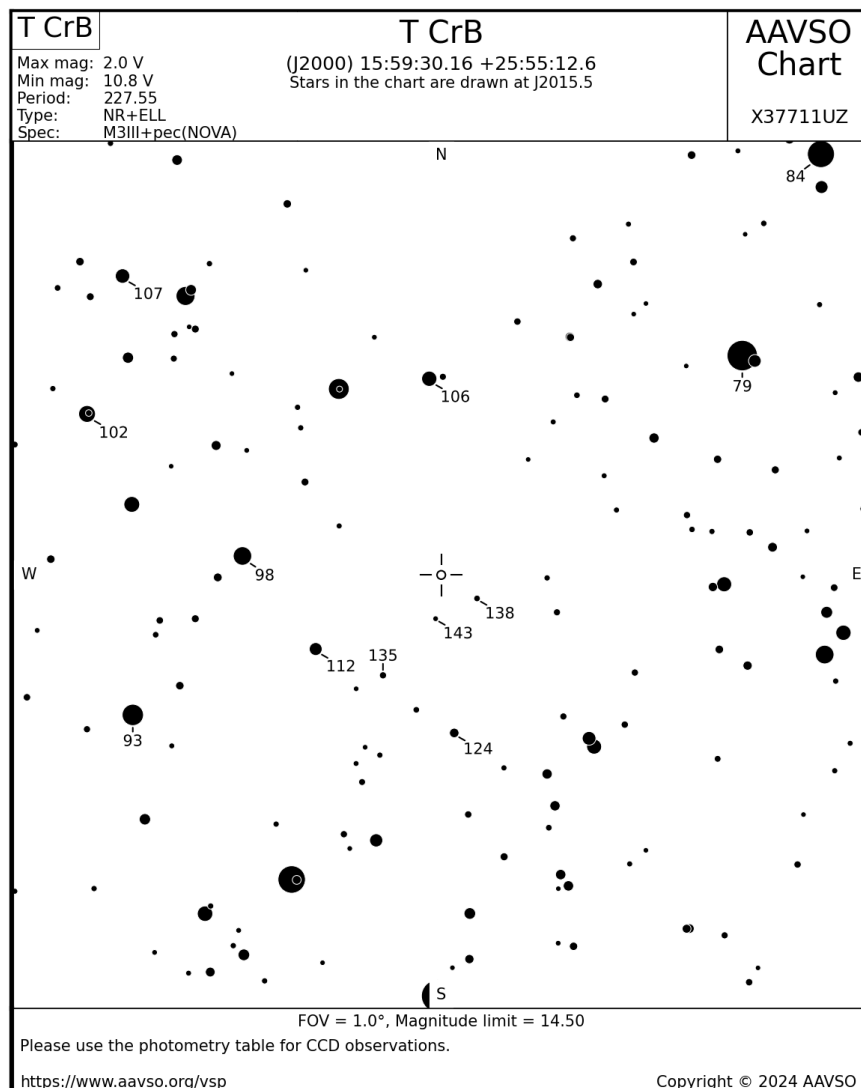 T CrB
Max mag: 2.0 V
Min mag: 10.8 V
Period: 227.55
Type: NR+ELL
Spec: M3III+pec(NOVA)
T CrB
(J2000) 15:59:30.16 +25:55:12.6
Stars in the chart are drawn at J2015.5
AAVSO
Chart
X37711UZ
N
84
107
79
106
102
W
98
E
138
143
135
112
93
124
S
FOV = 1.0°, Magnitude limit = 14.50
Please use the photometry table for CCD observations.
https://www.aavso.org/vsp
Copyright © 2024 AAVSO